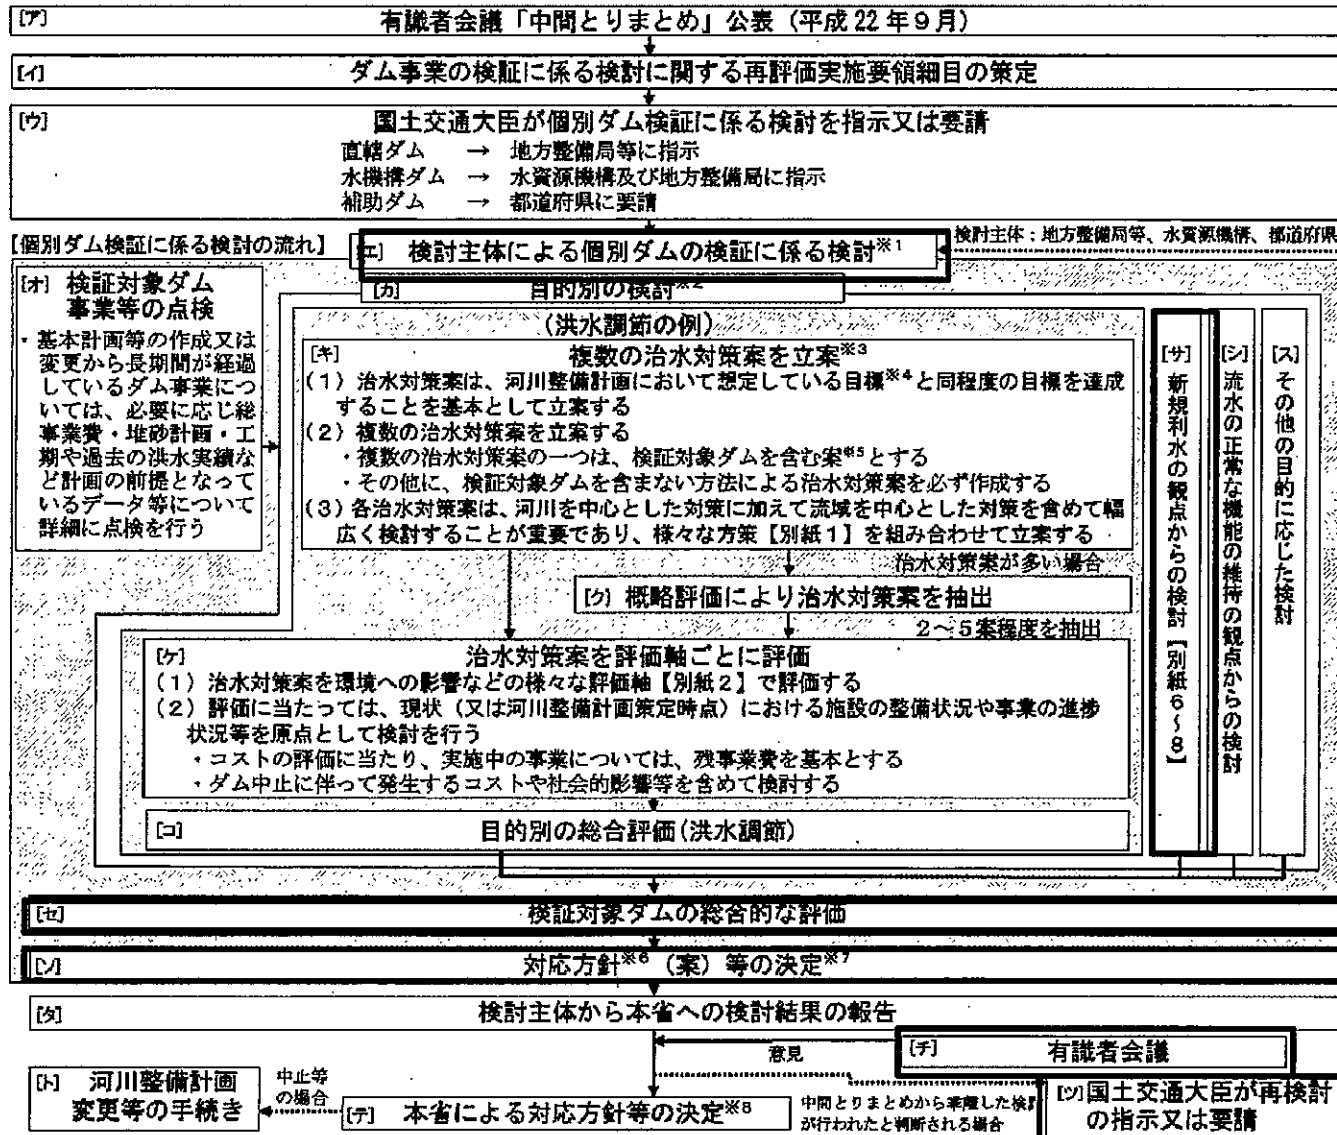 [ア] 有識者会議「中間とりまとめ」公表（平成22年9月）
[イ] ダム事業の検証に係る検討に関する再評価実施要領細目の策定
[ウ] 国土交通大臣が個別ダム検証に係る検討を指示又は要請
直轄ダム → 地方整備局等に指示
水機構ダム → 水資源機構及び地方整備局に指示
補助ダム → 都道府県に要請
【個別ダム検証に係る検討の流れ】
[エ] 検討主体による個別ダムの検証に係る検討※1
検討主体：地方整備局等、水資源機構、都道府県
[オ] 検証対象ダム
事業等の点検
・基本計画等の作成又は
変更から長期間が経過
しているダム事業につ
いては、必要に応じ総
事業費・堆砂計画・工
期や過去の洪水実績な
ど計画の前提となって
いるデータ等について
詳細に点検を行う
[カ] 目的別の検討※2
（洪水調節の例）
[キ] 複数の治水対策案を立案※3
（1）治水対策案は、河川整備計画において想定している目標※4と同程度の目標を達成
することを基本として立案する
（2）複数の治水対策案を立案する
・複数の治水対策案の一つは、検証対象ダムを含む案※5とする
・その他に、検証対象ダムを含まない方法による治水対策案を必ず作成する
（3）各治水対策案は、河川を中心とした対策に加えて流域を中心とした対策を含めて幅
広く検討することが重要であり、様々な方策【別紙1】を組み合わせて立案する
治水対策案が多い場合
[ク] 概略評価により治水対策案を抽出
2～5案程度を抽出
[ケ] 治水対策案を評価軸ごとに評価
（1）治水対策案を環境への影響などの様々な評価軸【別紙2】で評価する
（2）評価に当たっては、現状（又は河川整備計画策定時点）における施設の整備状況や事業の進捗
状況等を原点として検討を行う
・コストの評価に当たり、実施中の事業については、残事業費を基本とする
・ダム中止に伴って発生するコストや社会的影響等を含めて検討する
[コ] 目的別の総合評価(洪水調節)
[サ] 新規利水の観点からの検討【別紙6～8】
[シ] 流水の正常な機能の維持の観点からの検討
[ス] その他の目的に応じた検討
[セ] 検証対象ダムの総合的な評価
[ソ] 対応方針※6（案）等の決定※7
[タ] 検討主体から本省への検討結果の報告
意見
[チ] 有識者会議
[ト] 河川整備計画
変更等の手続き
中止等
の場合
[テ] 本省による対応方針等の決定※8
中間とりまとめから乖離した検討
が行われたと判断される場合
[ツ]国土交通大臣が再検討
の指示又は要請